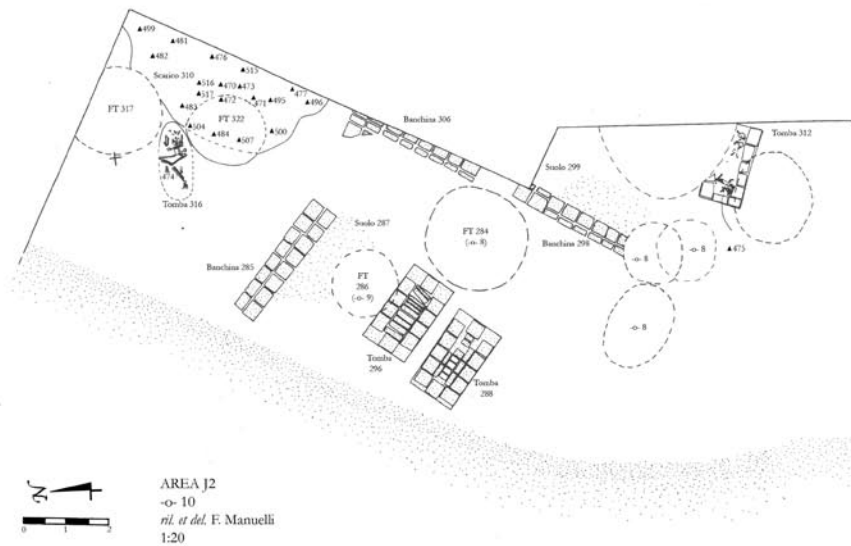 ▲499
▲481
▲482
▲476
▲515
Scarico 310
▲516 ▲470 ▲473
▲477
▲517
▲472
▲471 ▲495
▲496
FT 317
▲483
FT 322
▲504
▲484
▲507
▲500
474
Tomba 316
Banchina 306
Tomba 312
Suolo 299
Suolo 287
FT 284
(-o- 8)
Banchina 298
-o- 8
-o- 8
▲475
Banchina 285
FT
286
(-o- 9)
-o- 8
Tomba
296
Tomba
288
N
AREA J2
-o- 10
ril. et del. F. Manuelli
0 1 2
1:20